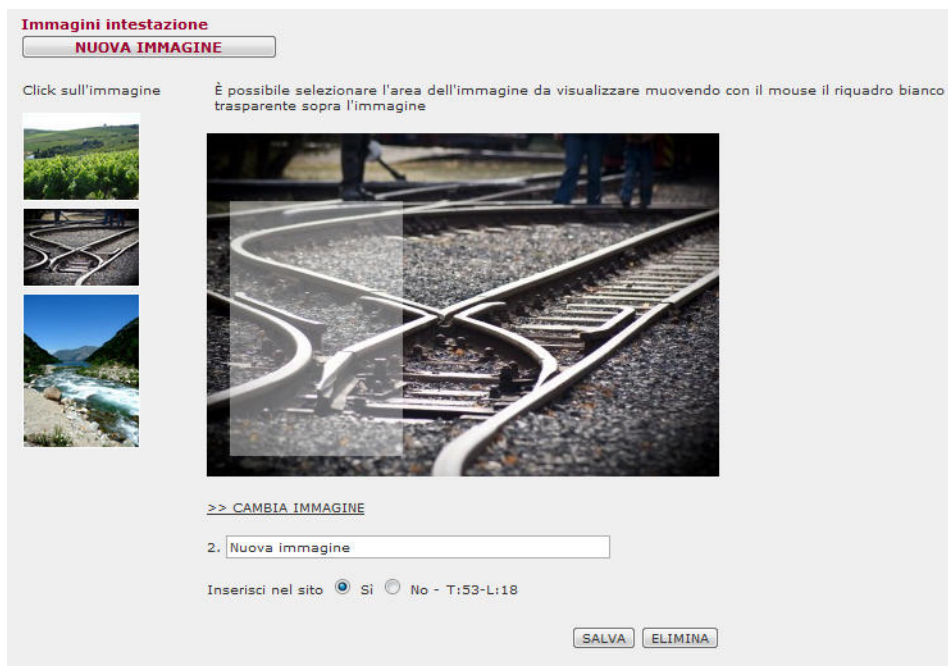 Immagini intestazione
NUOVA IMMAGINE
Click sull'immagine
È possibile selezionare l'area dell'immagine da visualizzare muovendo con il mouse il riquadro bianco
trasparente sopra l'immagine
>> CAMBIA IMMAGINE
2. Nuova immagine
Inserisci nel sito Sì No - T:53-L:18
SALVA ELIMINA